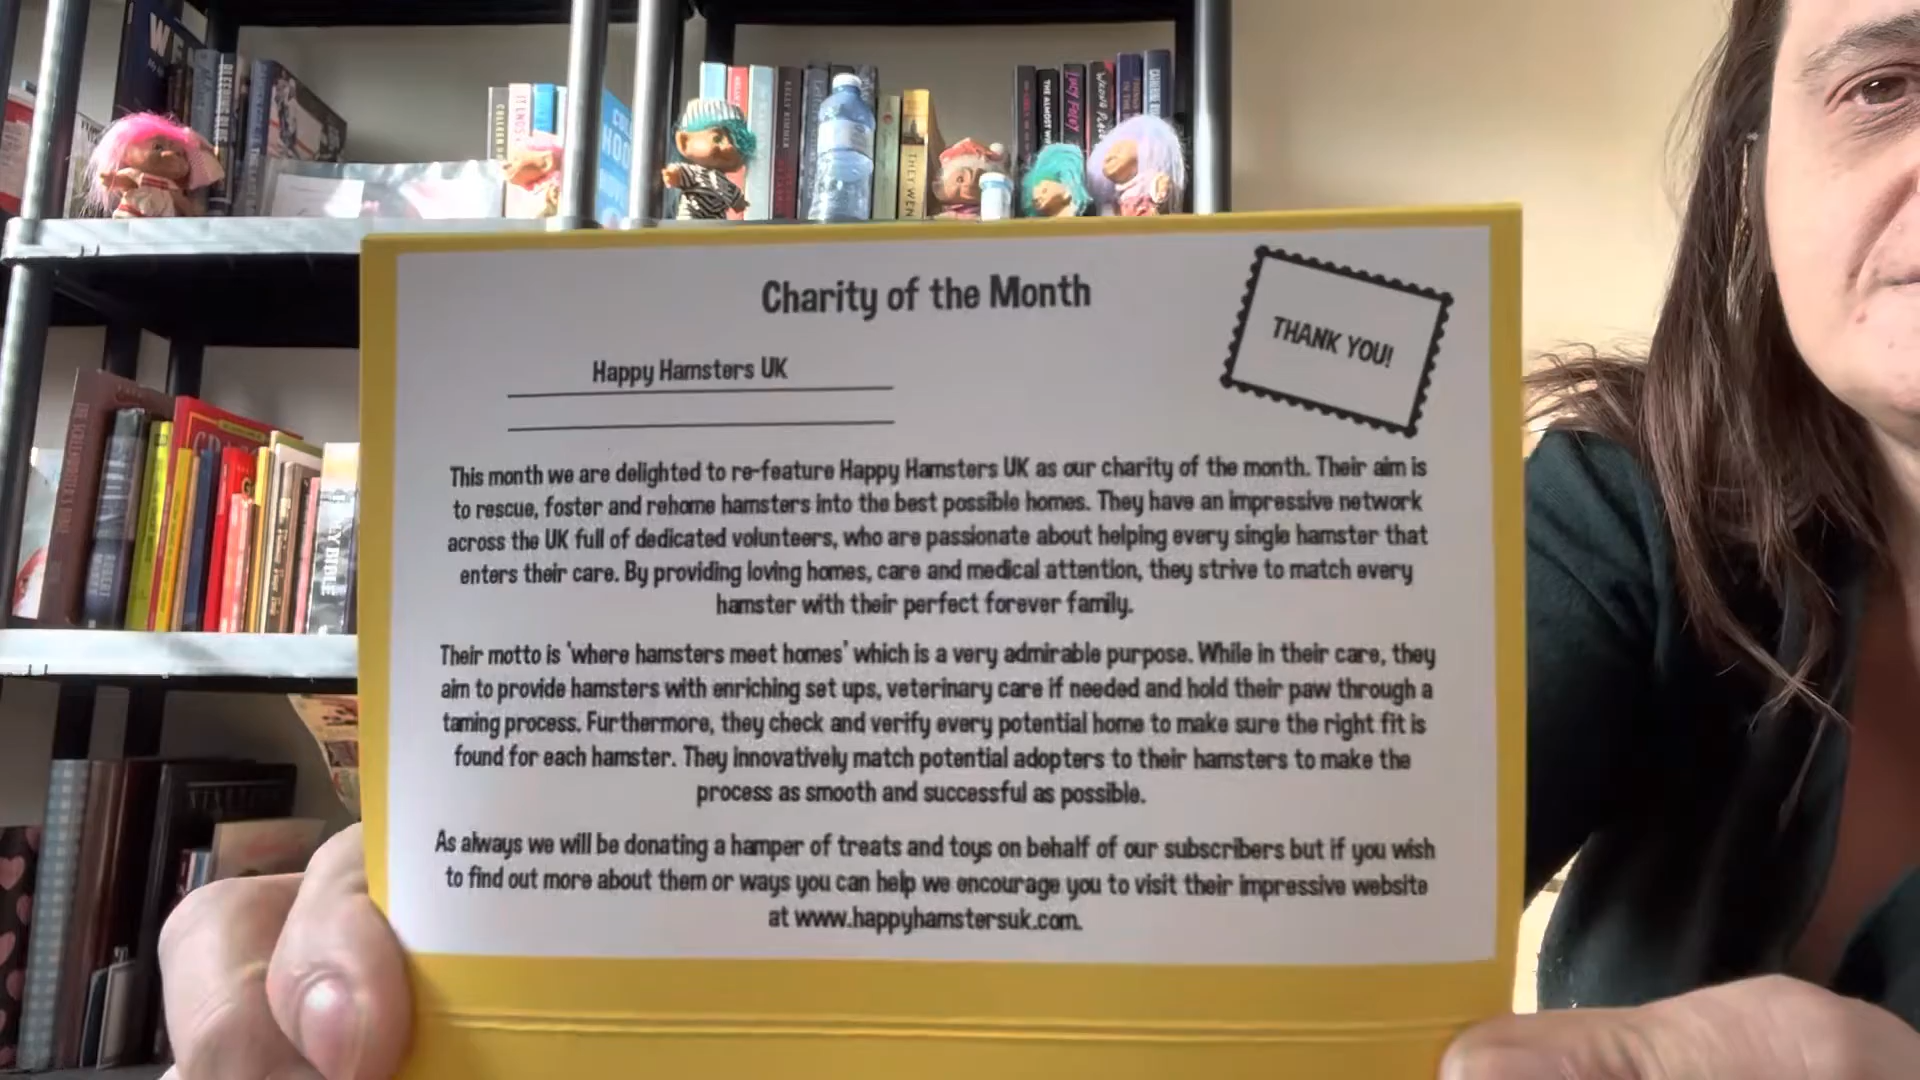 Charity of the Month
THANK YOU!
Happy Hamsters UK
This month we are delighted to re-feature Happy Hamsters UK as our charity of the month. Their aim is
to rescue, foster and rehome hamsters into the best possible homes. They have an impressive network
across the UK full of dedicated volunteers, who are passionate about helping every single hamster that
enters their care. By providing loving homes, care and medical attention, they strive to match every
hamster with their perfect forever family.
Their motto is 'where hamsters meet homes' which is a very admirable purpose. While in their care, they
aim to provide hamsters with enriching set ups, veterinary care if needed and hold their paw through a
taming process. Furthermore, they check and verify every potential home to make sure the right fit is
found for each hamster. They innovatively match potential adopters to their hamsters to make the
process as smooth and successful as possible.
As always we will be donating a hamper of treats and toys on behalf of our subscribers but if you wish
to find out more about them or ways you can help we encourage you to visit their impressive website
at www.happyhamstersuk.com.